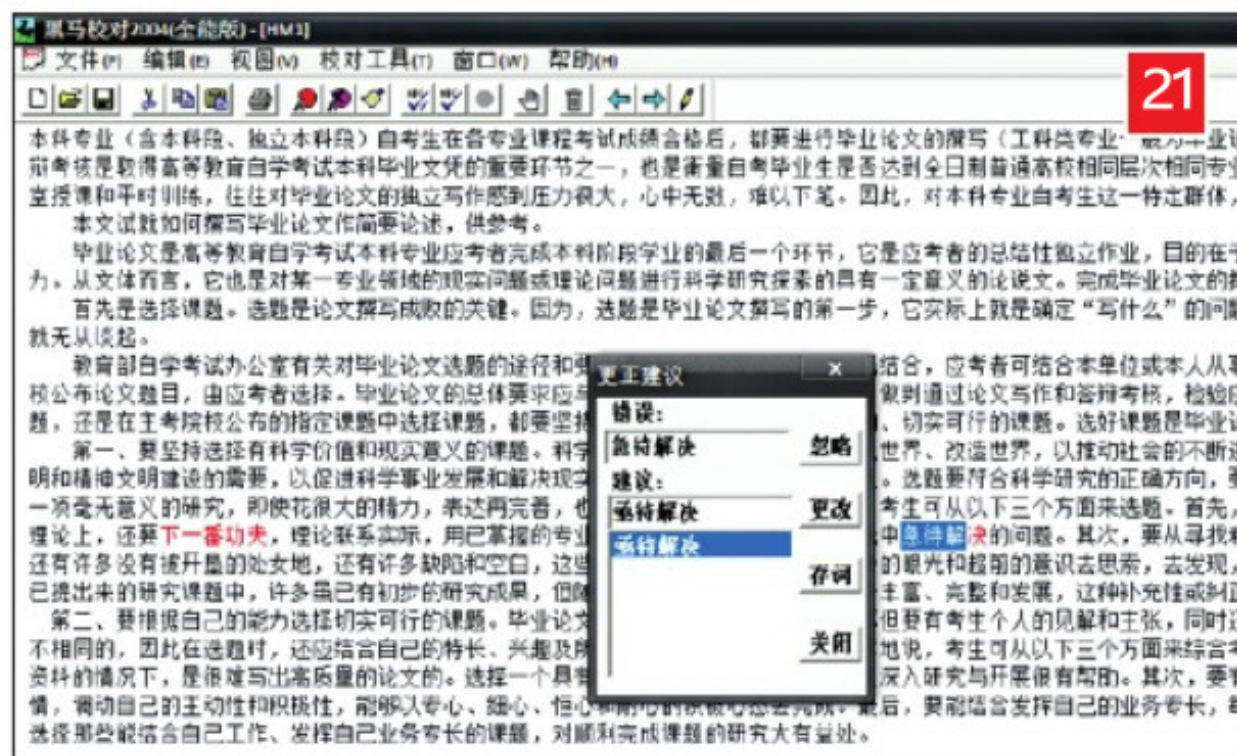 黑马校对2004(全能版)-[HM1]
文件(F) 编辑(E) 视图(V) 校对工具(T) 窗口(W) 帮助(H)
21
本科专业（含本科段、独立本科段）自考生在各专业课程考试成绩合格后，都要进行毕业论文的撰写（工科类专业一般为毕业
辩考核是取得高等教育自学考试本科毕业文凭的重要环节之一，也是衡量自考毕业生是否达到全日制普通高校相同层次相同专业
堂授课和平时训练，往往对毕业论文的独立写作感到压力很大，心中无数，难以下笔。因此，对本科专业自考生这一特定群体，
本文试就如何撰写毕业论文作简要论述，供参考。
毕业论文是高等教育自学考试本科专业应考者完成本科阶段学业的最后一个环节，它是应考者的总结性独立作业，目的在于
力。从文体而言，它也是对某一专业领域的现实问题或理论问题进行科学研究探索的具有一定意义的论说文。完成毕业论文的撰
首先是选择课题。选题是论文撰写成败的关键。因为，选题是毕业论文撰写的第一步，它实际上就是确定“写什么”的问题
就无从谈起。
教育部自学考试办公室有关对毕业论文选题的途径和要 结合，应考者可结合本单位或本人从事
校公布论文题目，由应考者选择。毕业论文的总体要求应与 做到通过论文写作和答辩考核，检验应
题，还是在主考院校公布的指定课题中选择课题，都要坚持 、切实可行的课题。选好课题是毕业
第一、要坚持选择有科学价值和现实意义的课题。科学 世界、改造世界，以推动社会的不断进
明和精神文明建设的需要，以促进科学事业发展和解决现实 。选题要符合科学研究的正确方向，要
一项毫无意义的研究，即使花很大的精力，表达再完善，也 考生可从以下三个方面来选题。首先，
理论上，还要下一番功夫，理论联系实际，用已掌握的专业 中急待解决的问题。其次，要从寻找
还有许多没有被开垦的处女地，还有许多缺陷和空白，这些 的眼光和超前的意识去思索，去发现，
已提出来的研究课题中，许多虽已有初步的研究成果，但随 丰富、完整和发展，这种补充性或纠正
第二、要根据自己的能力选择切实可行的课题。毕业论文 但要有考生个人的见解和主张，同时还
不相同的，因此在选题时，还应结合自己的特长、兴趣及所 地说，考生可从以下三个方面来综合考
资料的情况下，是很难写出高质量的论文的。选择一个具有 深入研究与开展很有帮助。其次，要有
情，调动自己的主动性和积极性，能够以专心、细心、恒心和耐心的积极心态去完成。最后，要能结合发挥自己的业务专长，每
选择那些能结合自己工作、发挥自己业务专长的课题，对顺利完成课题的研究大有益处。
更正建议
错误：
急待解决
忽略
建议：
亟待解决
更改
亟待解决
存词
关闭